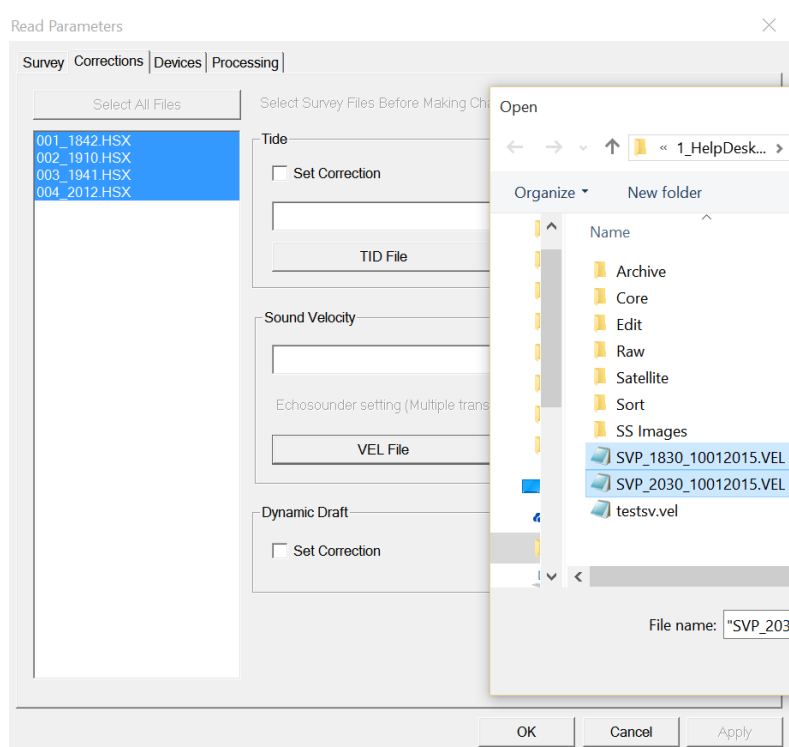 Read Parameters
Survey Corrections Devices Processing
Select All Files
Select Survey Files Before Making
001_1842.HSX
002_1910.HSX
003_1941.HSX
004_2012.HSX
Tide
Set Correction
TID File
Sound Velocity
Echosounder setting (Multiple
VEL File
Dynamic Draft
Set Correction
Open
« 1_HelpDesk... >
Organize New folder
Name
Archive
Core
Edit
Raw
Satellite
Sort
SS Images
SVP_1830_10012015.VEL
SVP_2030_10012015.VEL
testsv.vel
File name: "SVP_203
OK Cancel Apply